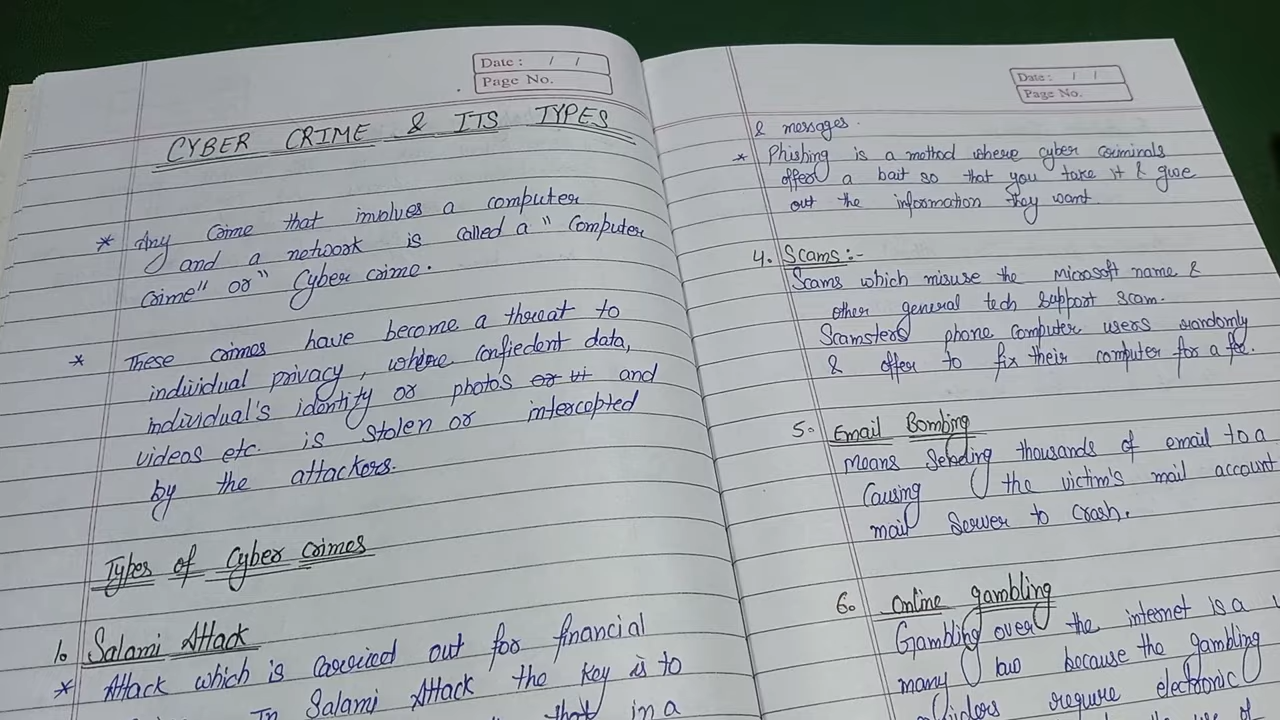 Date : / /
Page No.
CYBER CRIME & ITS TYPES
* Any Crime that involves a computer
and a network is called a " Computer
Crime" or " Cyber crime.
* These crimes have become a threat to
individual privacy, where confiedent data,
individual's identity or photos or vi and
videos etc. is stolen or intercepted
by the attackers.
Types of Cyber Crimes
1. Salami Attack
* Attack which is carried out for financial
In Salami Attack the key is to
that in a
Date : / /
Page No.
& messages.
* Phishing is a method where cyber criminals
offer a bait so that you take it & give
out the information they want.
4. Scams:-
Scams which misuse the Microsoft name &
other general tech support scam.
Scamsters phone computer users randomly
& offer to fix their computer for a fee.
5. Email Bombing
Means sending thousands of email to a
Causing the victim's mail account
mail server to crash.
6. Online gambling
Gambling over the internet is a
many law because the gambling
require electronic